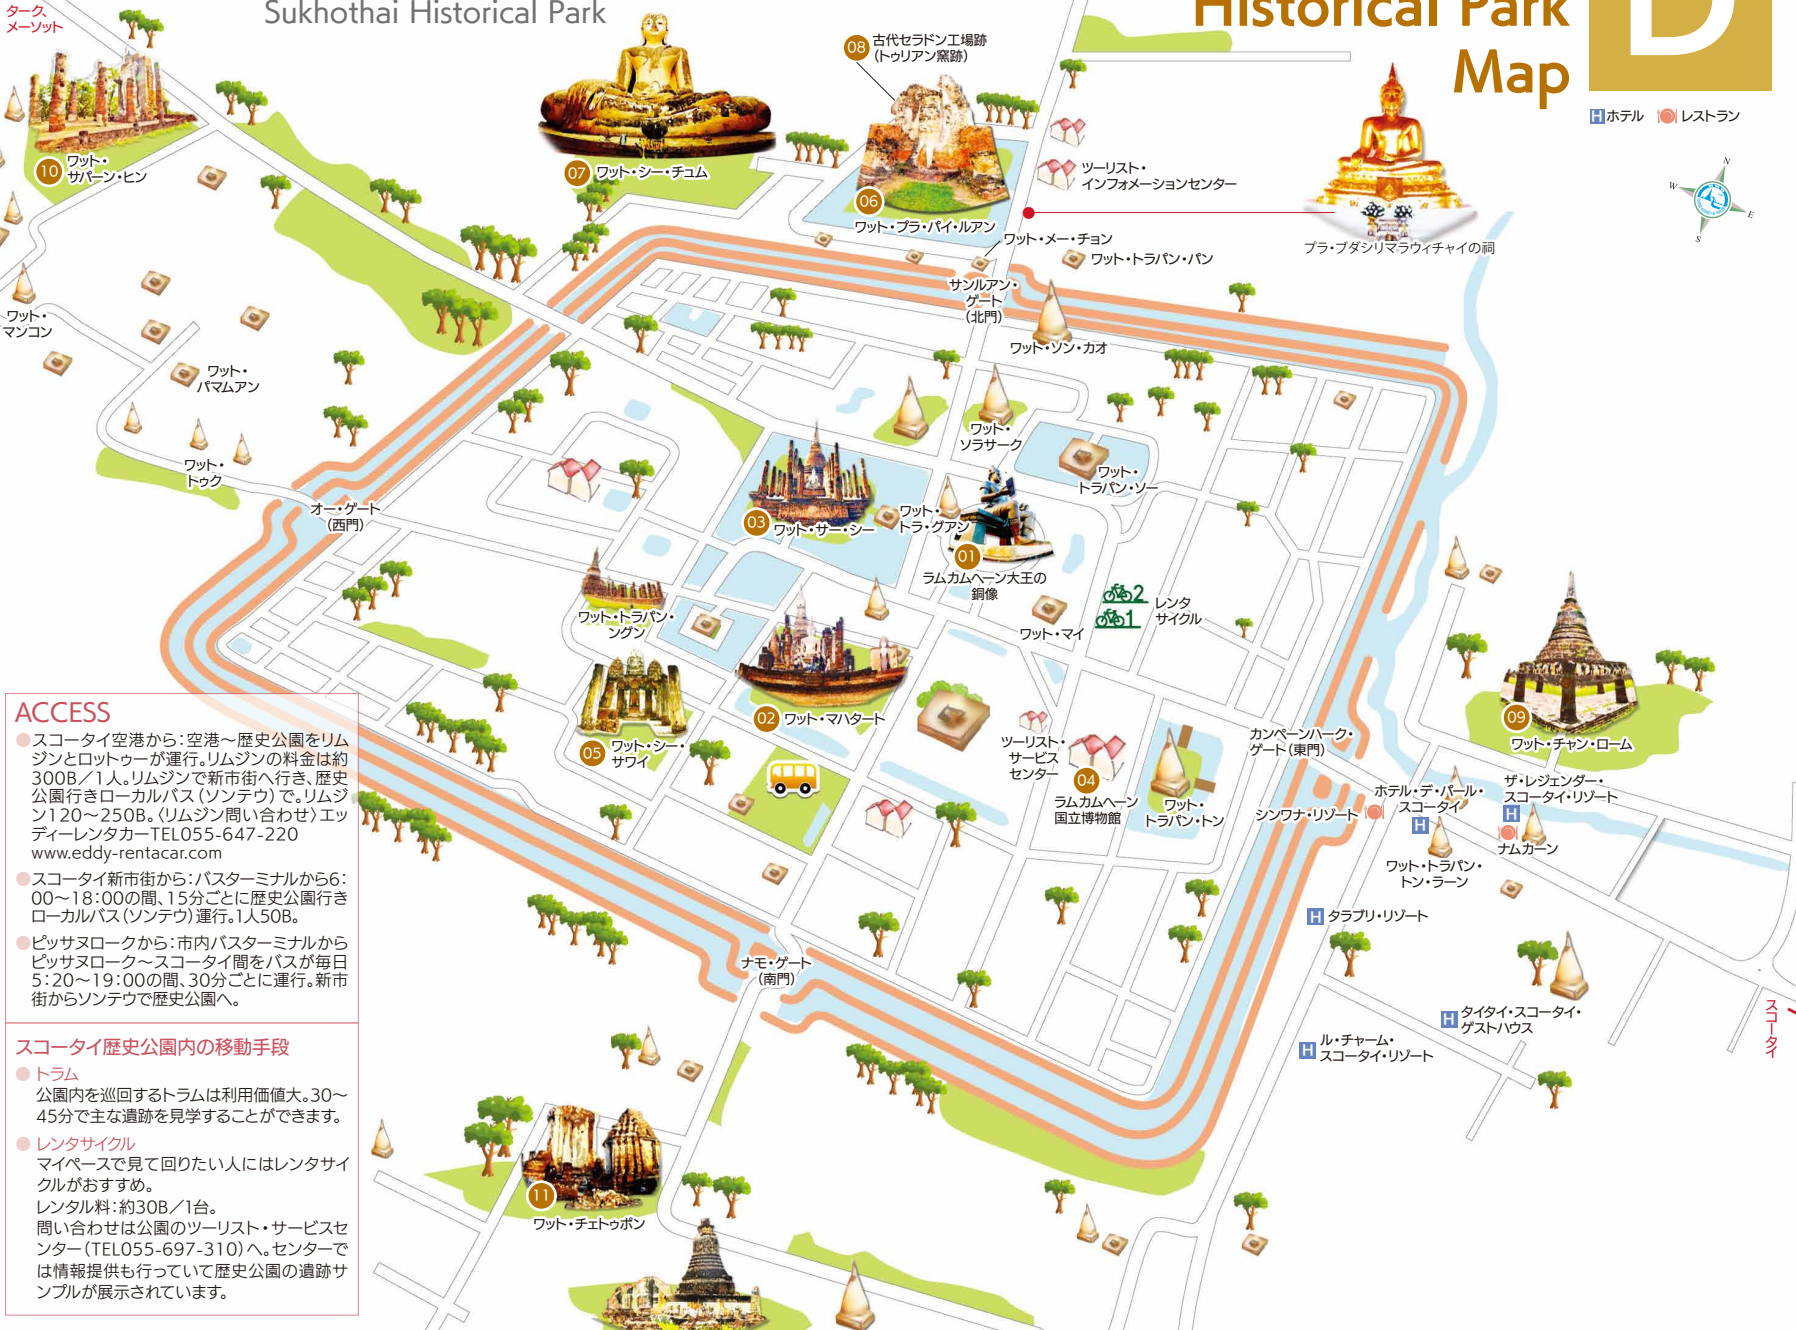 ターク、
メーソット
Sukhothai Historical Park
Historical Park
Map
D
Hホテル
レストラン
N
W
E
S
08
古代セラドン工場跡
(トゥリアン窯跡)
10
ワット・
サパーン・ヒン
07
ワット・シー・チュム
06
ワット・プラ・パイ・ルアン
ツーリスト・
インフォメーションセンター
プラ・ブダシリマラウィチャイの祠
ワット・メー・チョン
ワット・トラパン・パン
サンルアン・
ゲート
(北門)
ワット・ソン・カオ
ワット・
マンコン
ワット・
パマムアン
ワット・
トゥク
オー・ゲート
(西門)
ワット・
ソラサーク
ワット・
トラパン・ソー
03
ワット・サー・シー
ワット・
トラ・グアン
01
ラムカムヘーン大王の
銅像
ワット・トラパン・
ングン
ワット・マイ
2
1
レンタ
サイクル
02
ワット・マハタート
05
ワット・シー・
サワイ
ツーリスト・
サービス
センター
04
ラムカムヘーン
国立博物館
ワット・
トラパン・トン
カンペーンハーク・
ゲート(東門)
09
ワット・チャン・ローム
シンワナ・リゾート
ホテル・デ・パール・
スコータイ
H
ザ・レジェンダー・
スコータイ・リゾート
H
ナムカーン
ワット・トラパン・
トン・ラーン
H タラブリ・リゾート
H タイタイ・スコータイ・
ゲストハウス
H ル・チャーム・
スコータイ・リゾート
スコータイ
ナモ・ゲート
(南門)
11
ワット・チェトゥポン
ACCESS
スコータイ空港から:空港〜歴史公園をリム
ジンとロットゥーが運行。リムジンの料金は約
300B/1人。リムジンで新市街へ行き、歴史
公園行きローカルバス(ソンテウ)で。リムジ
ン120〜250B。〈リムジン問い合わせ〉エッ
ディーレンタカーTEL055-647-220
www.eddy-rentacar.com
スコータイ新市街から:バスターミナルから6:
00〜18:00の間、15分ごとに歴史公園行き
ローカルバス(ソンテウ)運行。1人50B。
ピッサヌロークから:市内バスターミナルから
ピッサヌローク〜スコータイ間をバスが毎日
5:20〜19:00の間、30分ごとに運行。新市
街からソンテウで歴史公園へ。
スコータイ歴史公園内の移動手段
トラム
公園内を巡回するトラムは利用価値大。30〜
45分で主な遺跡を見学することができます。
レンタサイクル
マイペースで見て回りたい人にはレンタサイ
クルがおすすめ。
レンタル料:約30B/1台。
問い合わせは公園のツーリスト・サービスセ
ンター(TEL055-697-310)へ。センターで
は情報提供も行っていて歴史公園の遺跡サ
ンプルが展示されています。